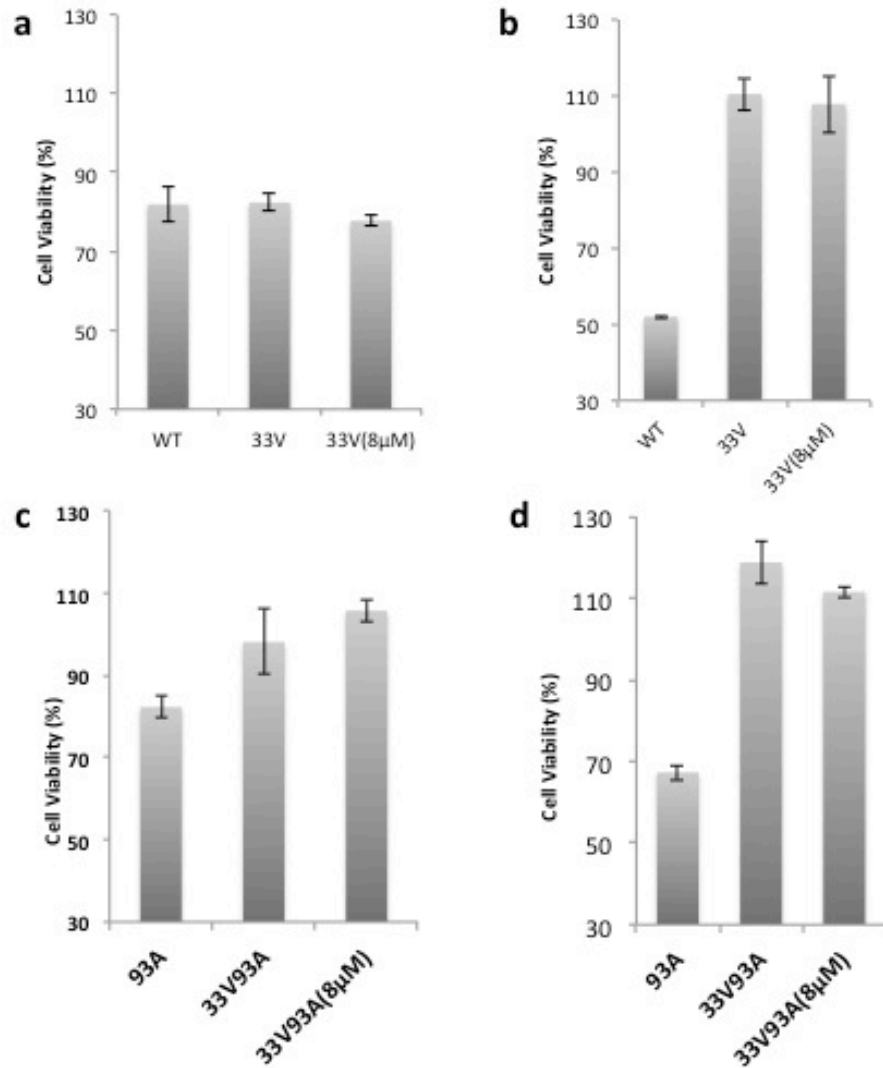 a
Cell Viability (%)
130
110
90
70
50
30
WT
33V
33V(8µM)
b
Cell Viability (%)
130
110
90
70
50
30
WT
33V
33V(8µM)
c
Cell Viability (%)
130
110
90
70
50
30
93A
33V93A
33V93A(8µM)
d
Cell Viability (%)
130
110
90
70
50
30
93A
33V93A
33V93A(8µM)